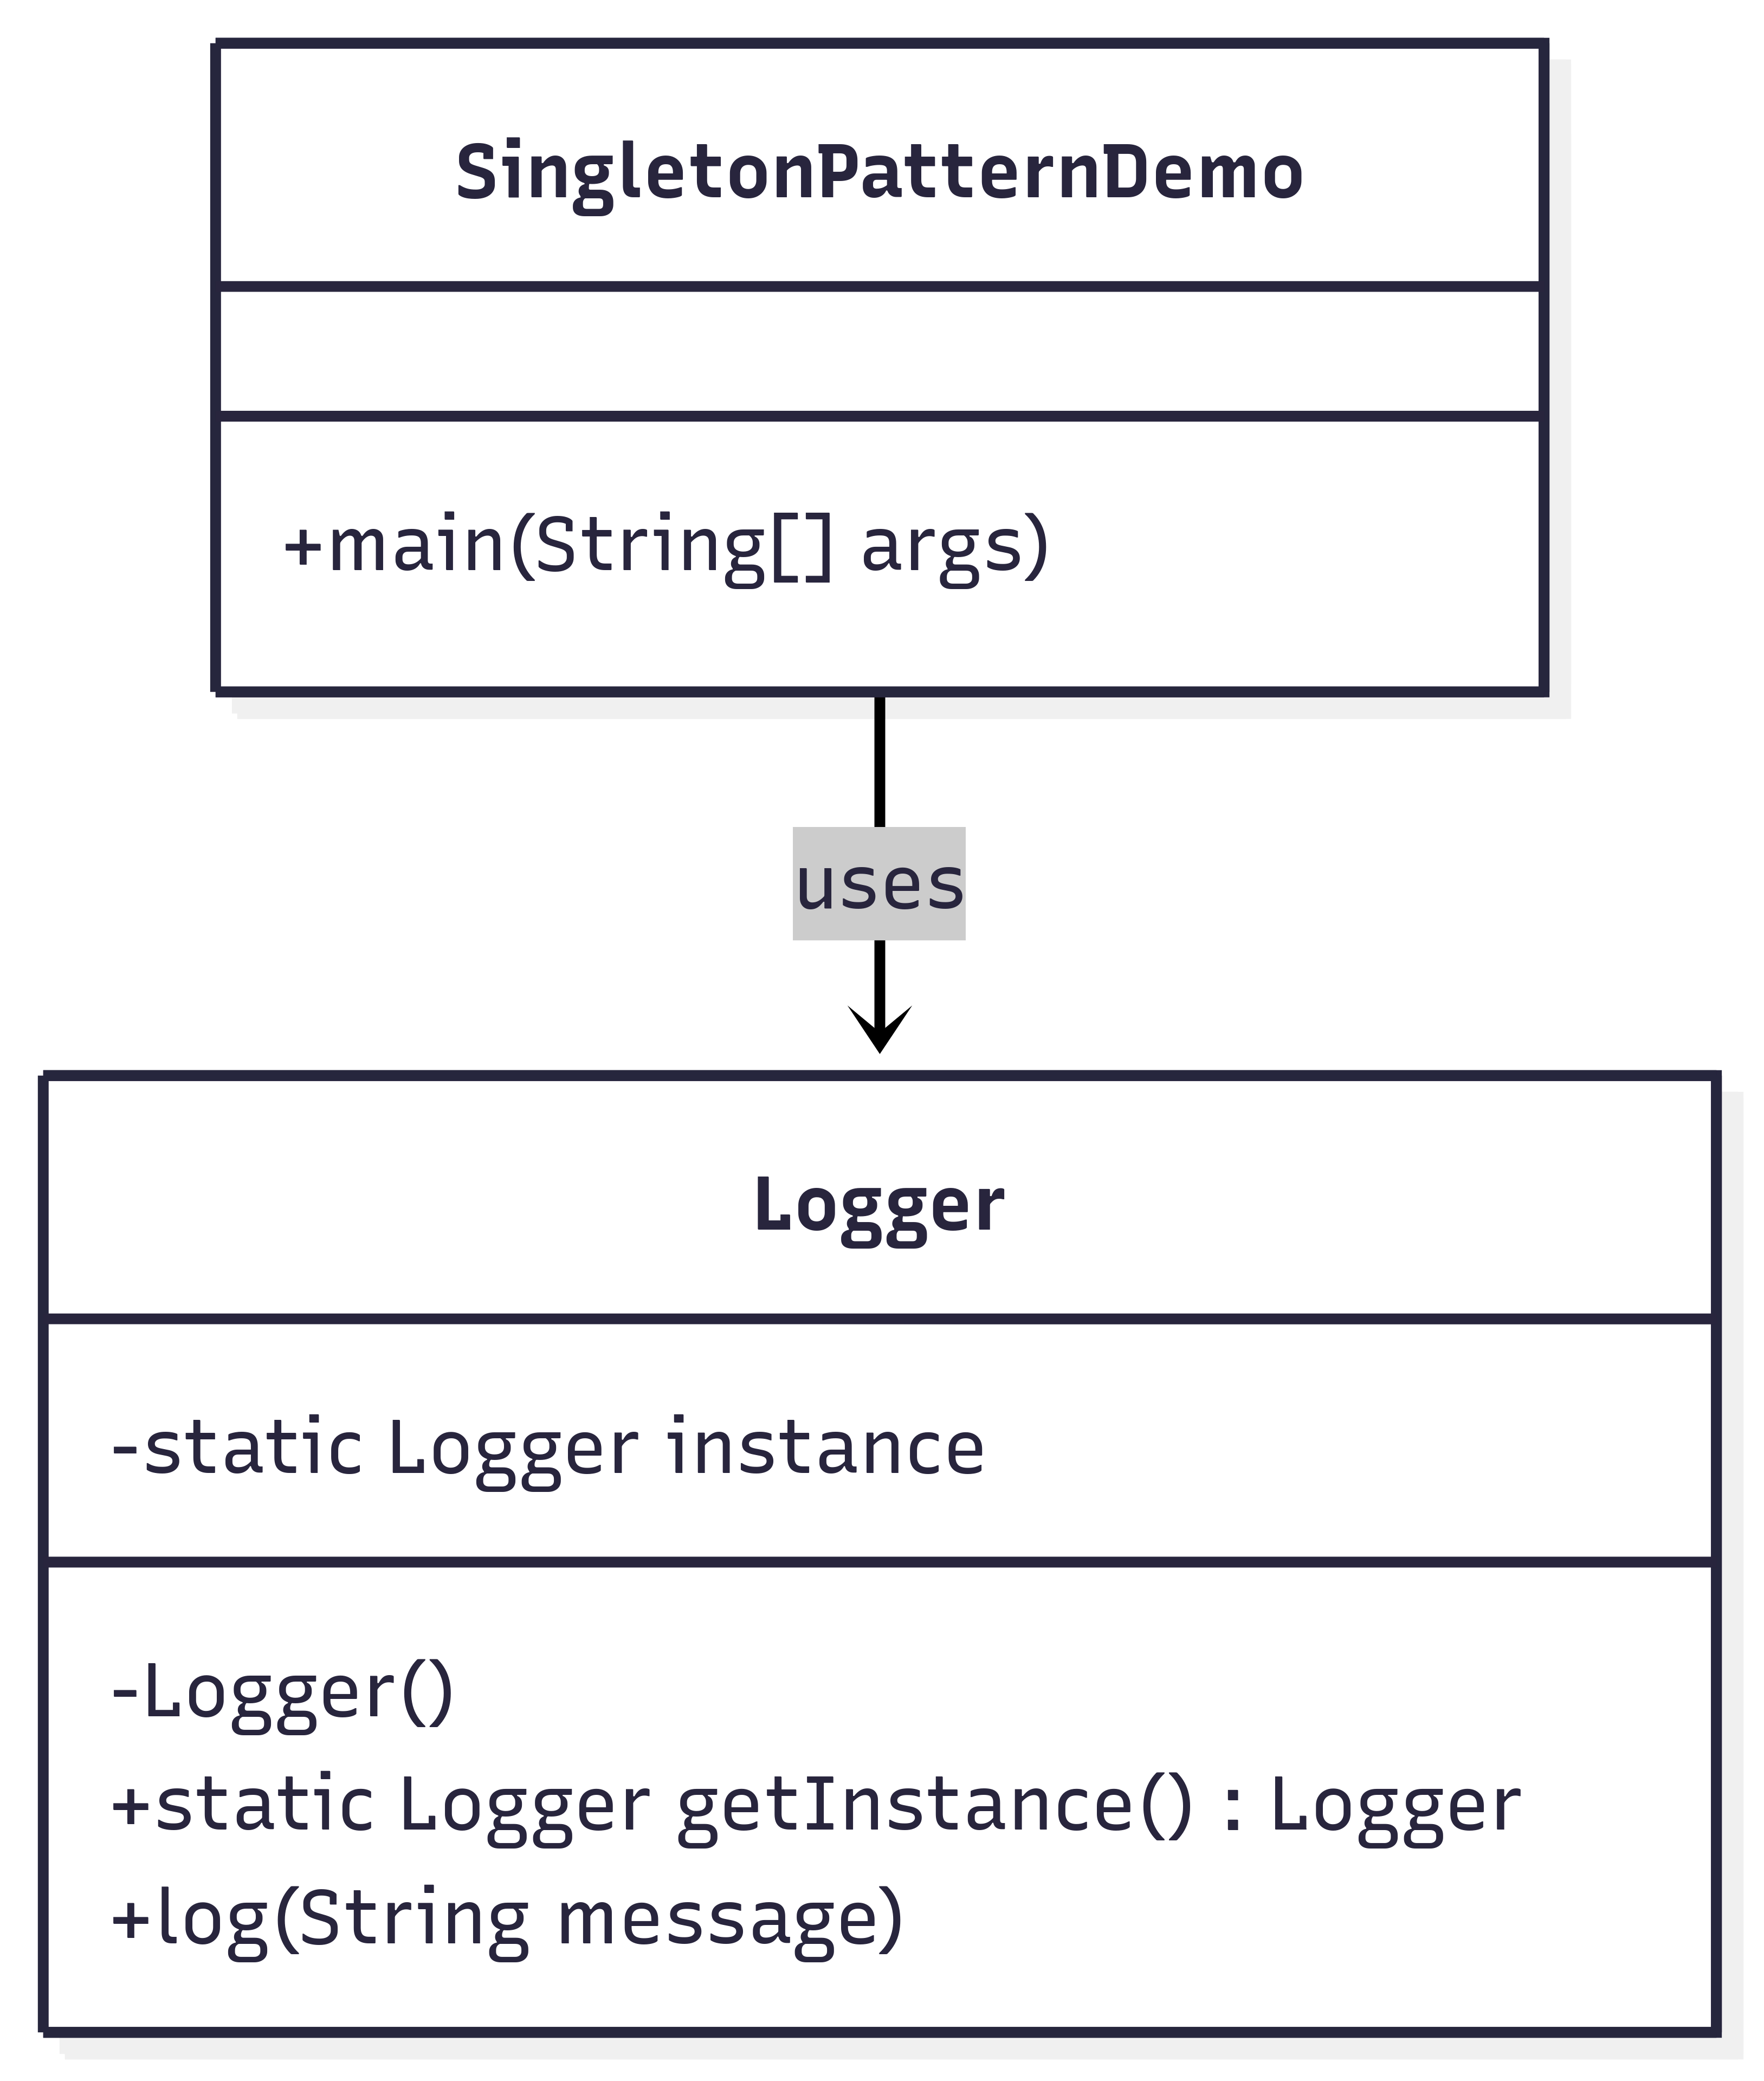 SingletonPatternDemo
+main(String[] args)
uses
Logger
-static Logger instance
-Logger()
+static Logger getInstance() : Logger
+log(String message)